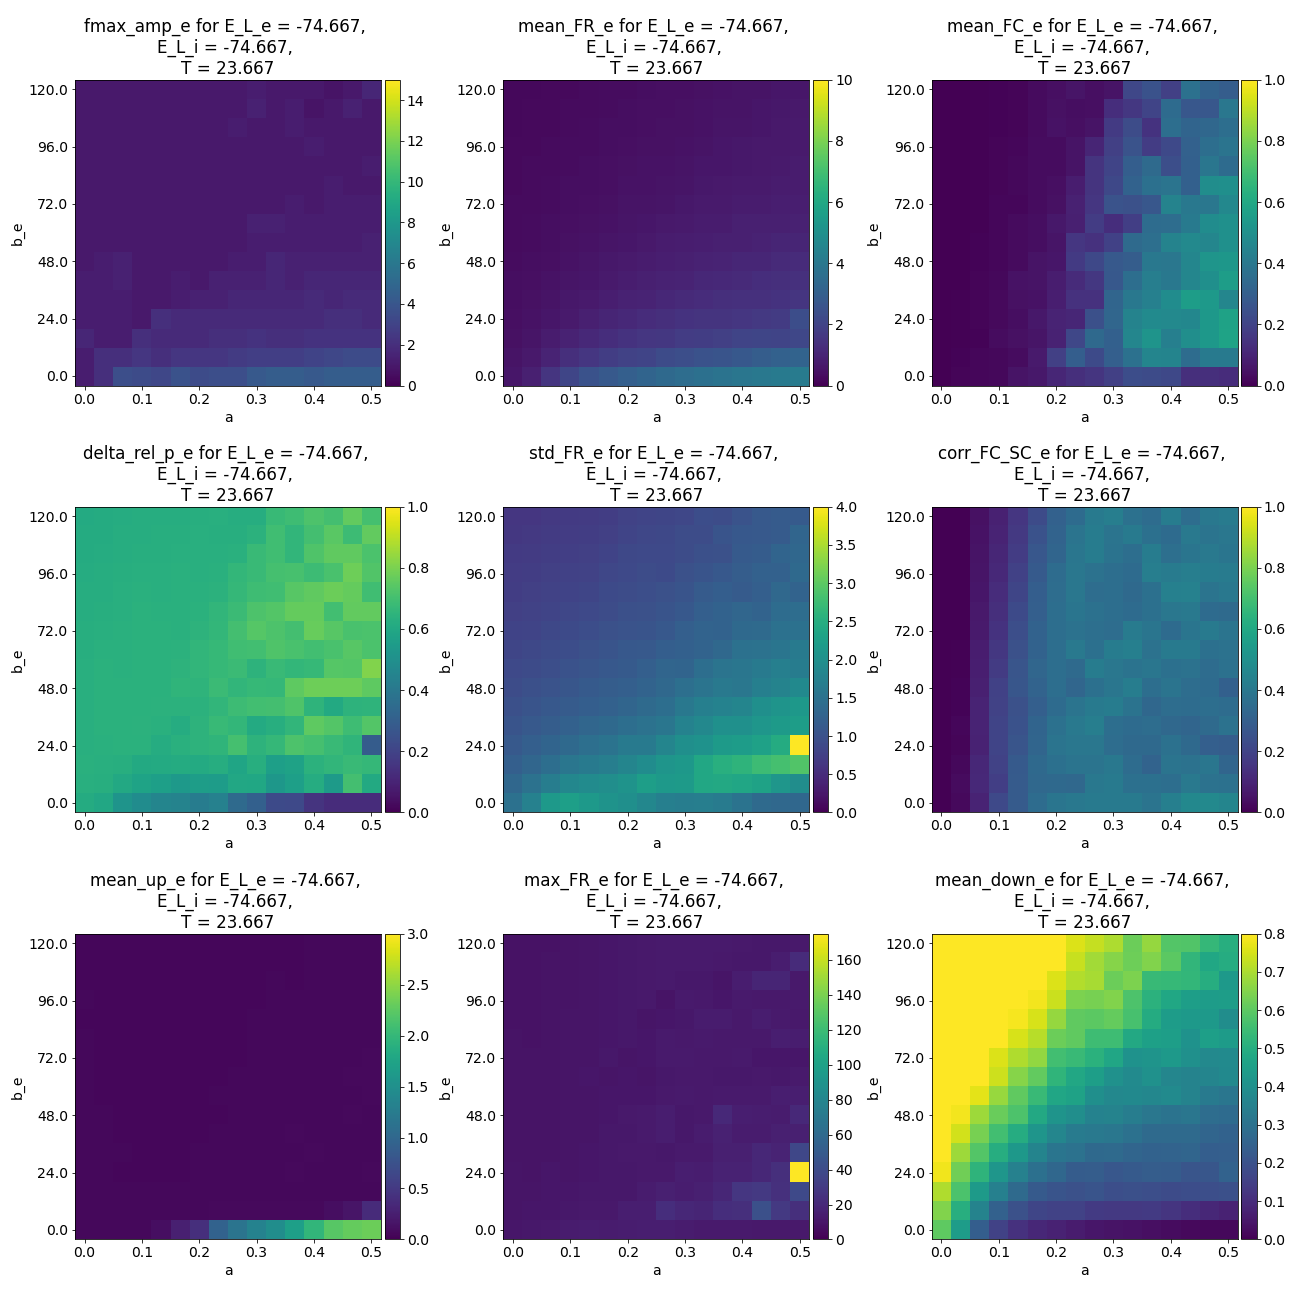 fmax_amp_e for E_L_e = -74.667,
E_L_i = -74.667,
T = 23.667
120.0
96.0
72.0
48.0
24.0
0.0
b_e
0.0 0.1 0.2 0.3 0.4 0.5
a
14
12
10
8
6
4
2
0
mean_FR_e for E_L_e = -74.667,
E_L_i = -74.667,
T = 23.667
120.0
96.0
72.0
48.0
24.0
0.0
b_e
0.0 0.1 0.2 0.3 0.4 0.5
a
10
8
6
4
2
0
mean_FC_e for E_L_e = -74.667,
E_L_i = -74.667,
T = 23.667
120.0
96.0
72.0
48.0
24.0
0.0
b_e
0.0 0.1 0.2 0.3 0.4 0.5
a
1.0
0.8
0.6
0.4
0.2
0.0
delta_rel_p_e for E_L_e = -74.667,
E_L_i = -74.667,
T = 23.667
120.0
96.0
72.0
48.0
24.0
0.0
b_e
0.0 0.1 0.2 0.3 0.4 0.5
a
1.0
0.8
0.6
0.4
0.2
0.0
std_FR_e for E_L_e = -74.667,
E_L_i = -74.667,
T = 23.667
120.0
96.0
72.0
48.0
24.0
0.0
b_e
0.0 0.1 0.2 0.3 0.4 0.5
a
4.0
3.5
3.0
2.5
2.0
1.5
1.0
0.5
0.0
corr_FC_SC_e for E_L_e = -74.667,
E_L_i = -74.667,
T = 23.667
120.0
96.0
72.0
48.0
24.0
0.0
b_e
0.0 0.1 0.2 0.3 0.4 0.5
a
1.0
0.8
0.6
0.4
0.2
0.0
mean_up_e for E_L_e = -74.667,
E_L_i = -74.667,
T = 23.667
120.0
96.0
72.0
48.0
24.0
0.0
b_e
0.0 0.1 0.2 0.3 0.4 0.5
a
3.0
2.5
2.0
1.5
1.0
0.5
0.0
max_FR_e for E_L_e = -74.667,
E_L_i = -74.667,
T = 23.667
120.0
96.0
72.0
48.0
24.0
0.0
b_e
0.0 0.1 0.2 0.3 0.4 0.5
a
160
140
120
100
80
60
40
20
0
mean_down_e for E_L_e = -74.667,
E_L_i = -74.667,
T = 23.667
120.0
96.0
72.0
48.0
24.0
0.0
b_e
0.0 0.1 0.2 0.3 0.4 0.5
a
0.8
0.7
0.6
0.5
0.4
0.3
0.2
0.1
0.0